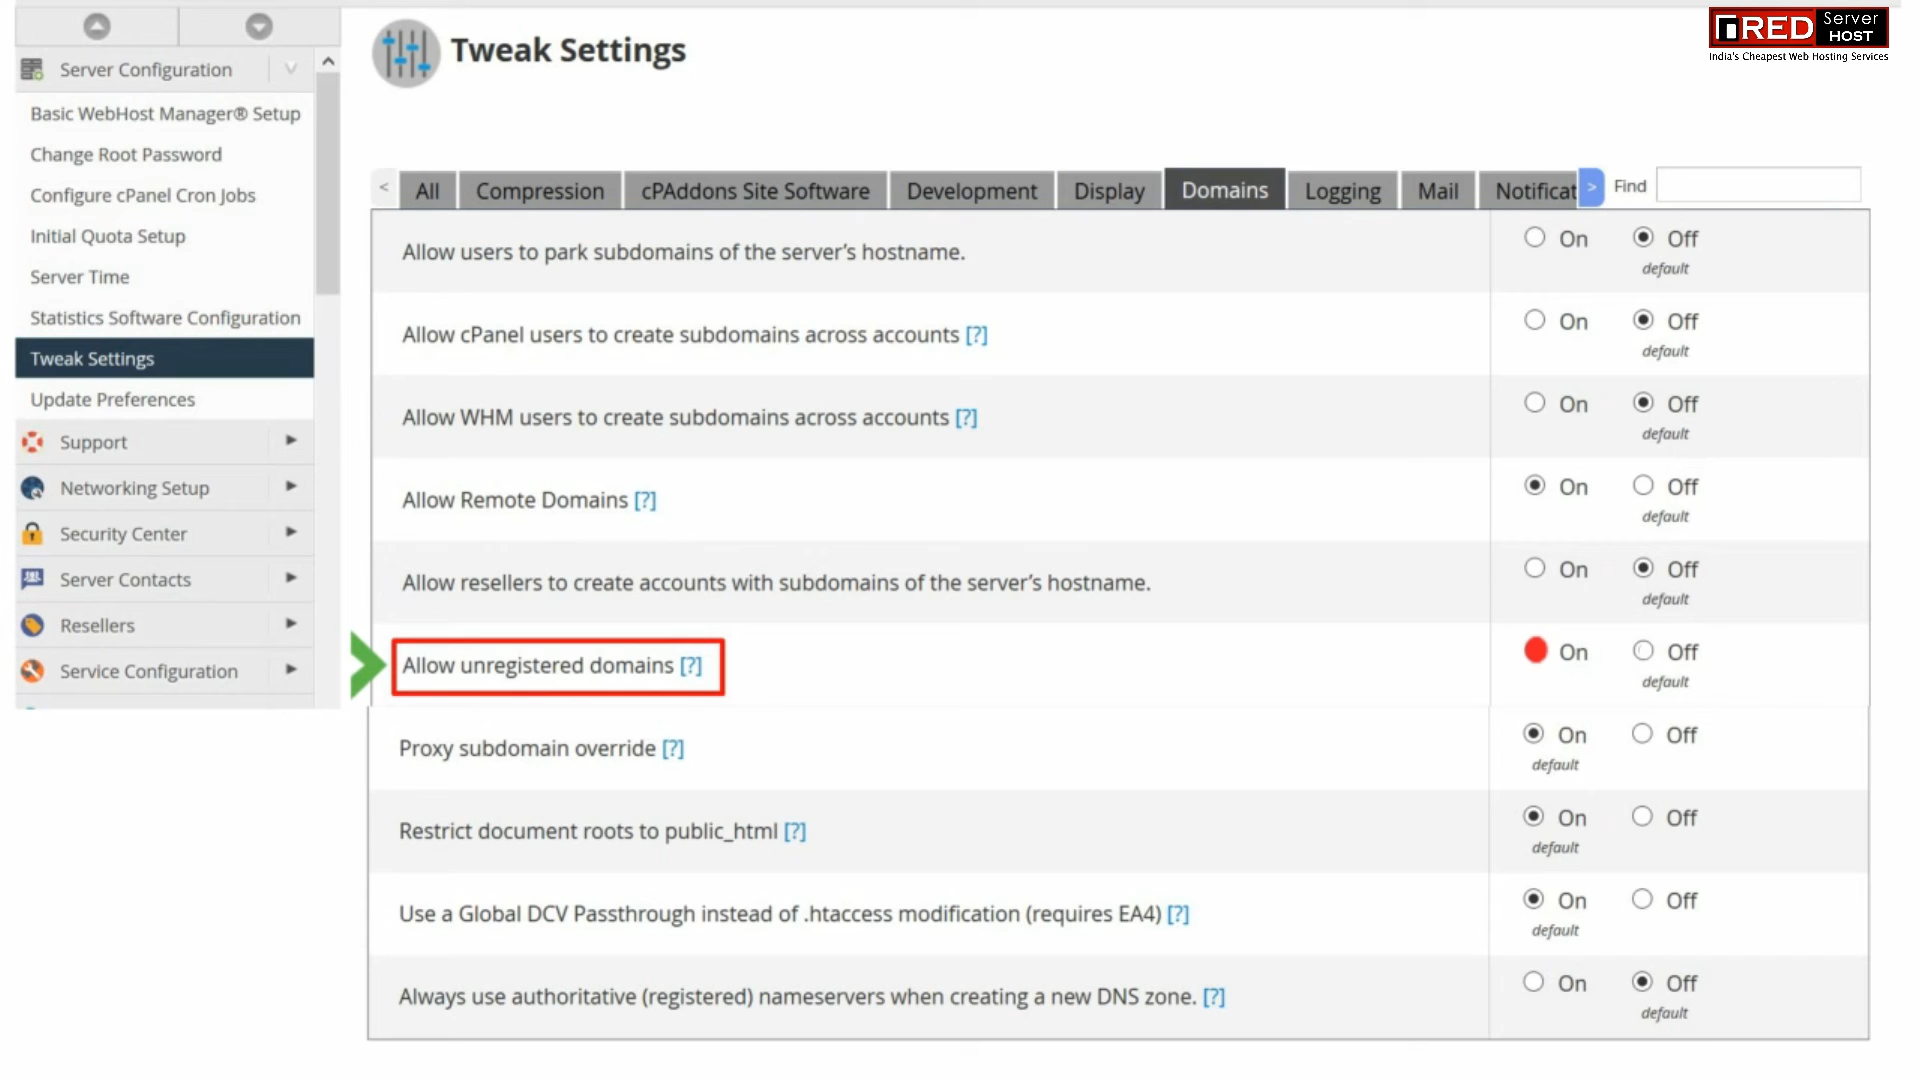 Server Configuration
Basic WebHost Manager® Setup
Change Root Password
Configure cPanel Cron Jobs
Initial Quota Setup
Server Time
Statistics Software Configuration
Tweak Settings
Update Preferences
Support
Networking Setup
Security Center
Server Contacts
Resellers
Service Configuration
Tweak Settings
RED Server HOST
India's Cheapest Web Hosting Services
< All Compression cPAddons Site Software Development Display Domains Logging Mail Notificat > Find
Allow users to park subdomains of the server's hostname. On Off
default
Allow cPanel users to create subdomains across accounts [?] On Off
default
Allow WHM users to create subdomains across accounts [?] On Off
default
Allow Remote Domains [?] On Off
default
Allow resellers to create accounts with subdomains of the server's hostname. On Off
default
Allow unregistered domains [?] On Off
default
Proxy subdomain override [?] On Off
default
Restrict document roots to public_html [?] On Off
default
Use a Global DCV Passthrough instead of .htaccess modification (requires EA4) [?] On Off
default
Always use authoritative (registered) nameservers when creating a new DNS zone. [?] On Off
default